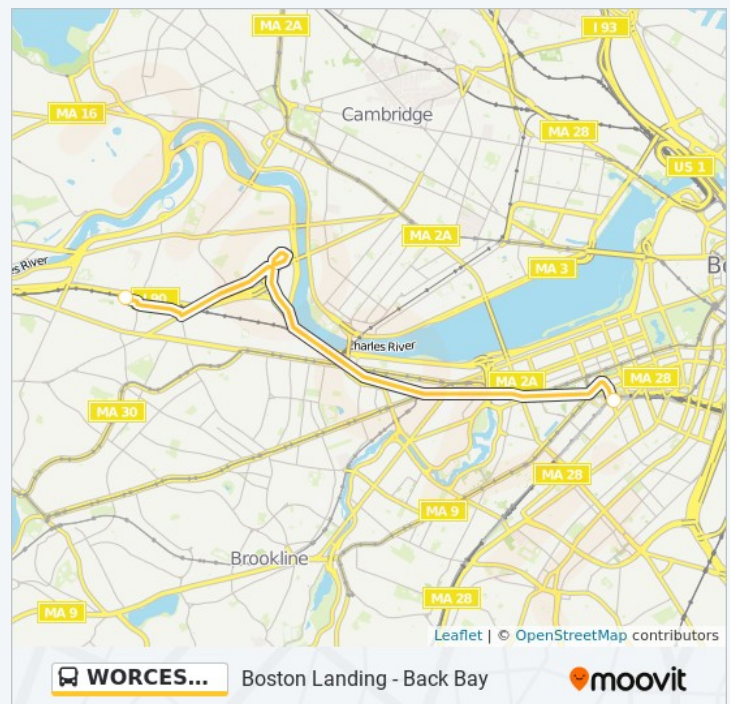 MA 2A
I 93
MA 16
Cambridge
MA 28
US 1
MA 2A
MA 3
s River
Bo
I 90
Charles River
MA 2A
MA 28
MA 30
MA 28
MA 9
Brookline
MA 28
MA 9
Leaflet | © OpenStreetMap contributors
WORCES...
Boston Landing - Back Bay
moovit